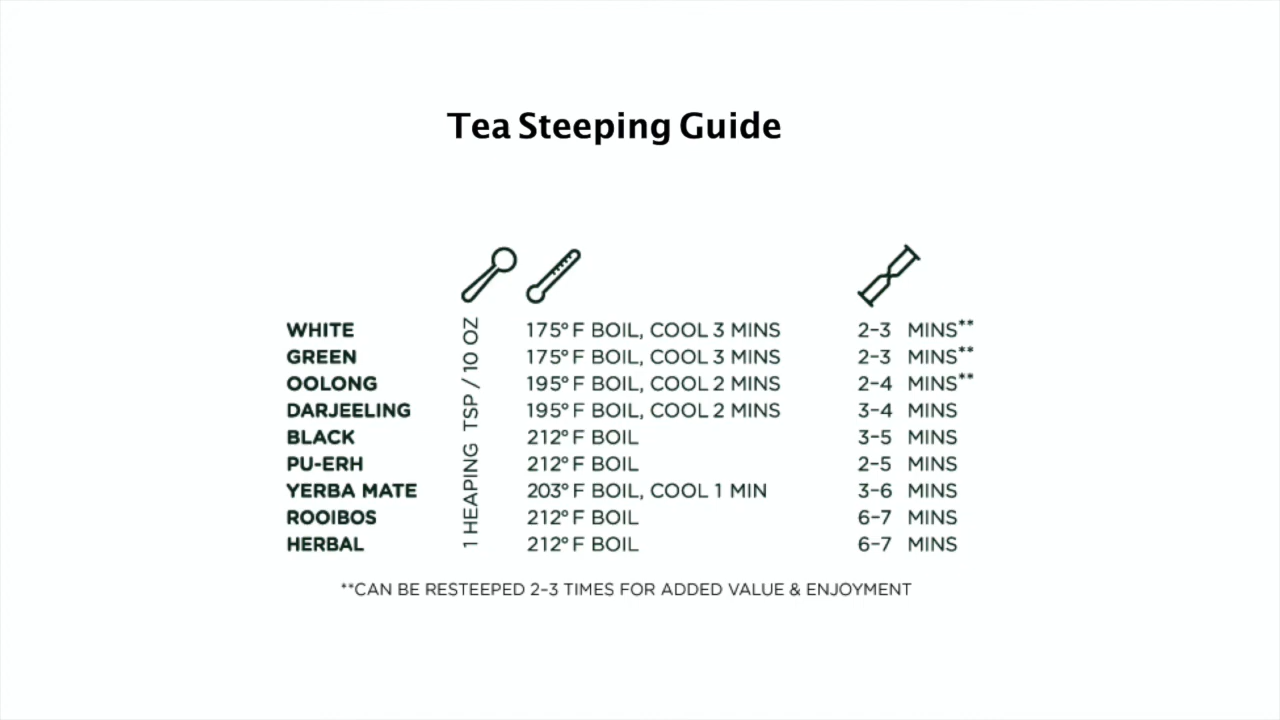 Tea Steeping Guide
1 HEAPING TSP / 10 OZ
WHITE 175° F BOIL, COOL 3 MINS 2-3 MINS**
GREEN 175° F BOIL, COOL 3 MINS 2-3 MINS**
OOLONG 195° F BOIL, COOL 2 MINS 2-4 MINS**
DARJEELING 195° F BOIL, COOL 2 MINS 3-4 MINS
BLACK 212° F BOIL 3-5 MINS
PU-ERH 212° F BOIL 2-5 MINS
YERBA MATE 203° F BOIL, COOL 1 MIN 3-6 MINS
ROOIBOS 212° F BOIL 6-7 MINS
HERBAL 212° F BOIL 6-7 MINS
**CAN BE RESTEEPED 2-3 TIMES FOR ADDED VALUE & ENJOYMENT